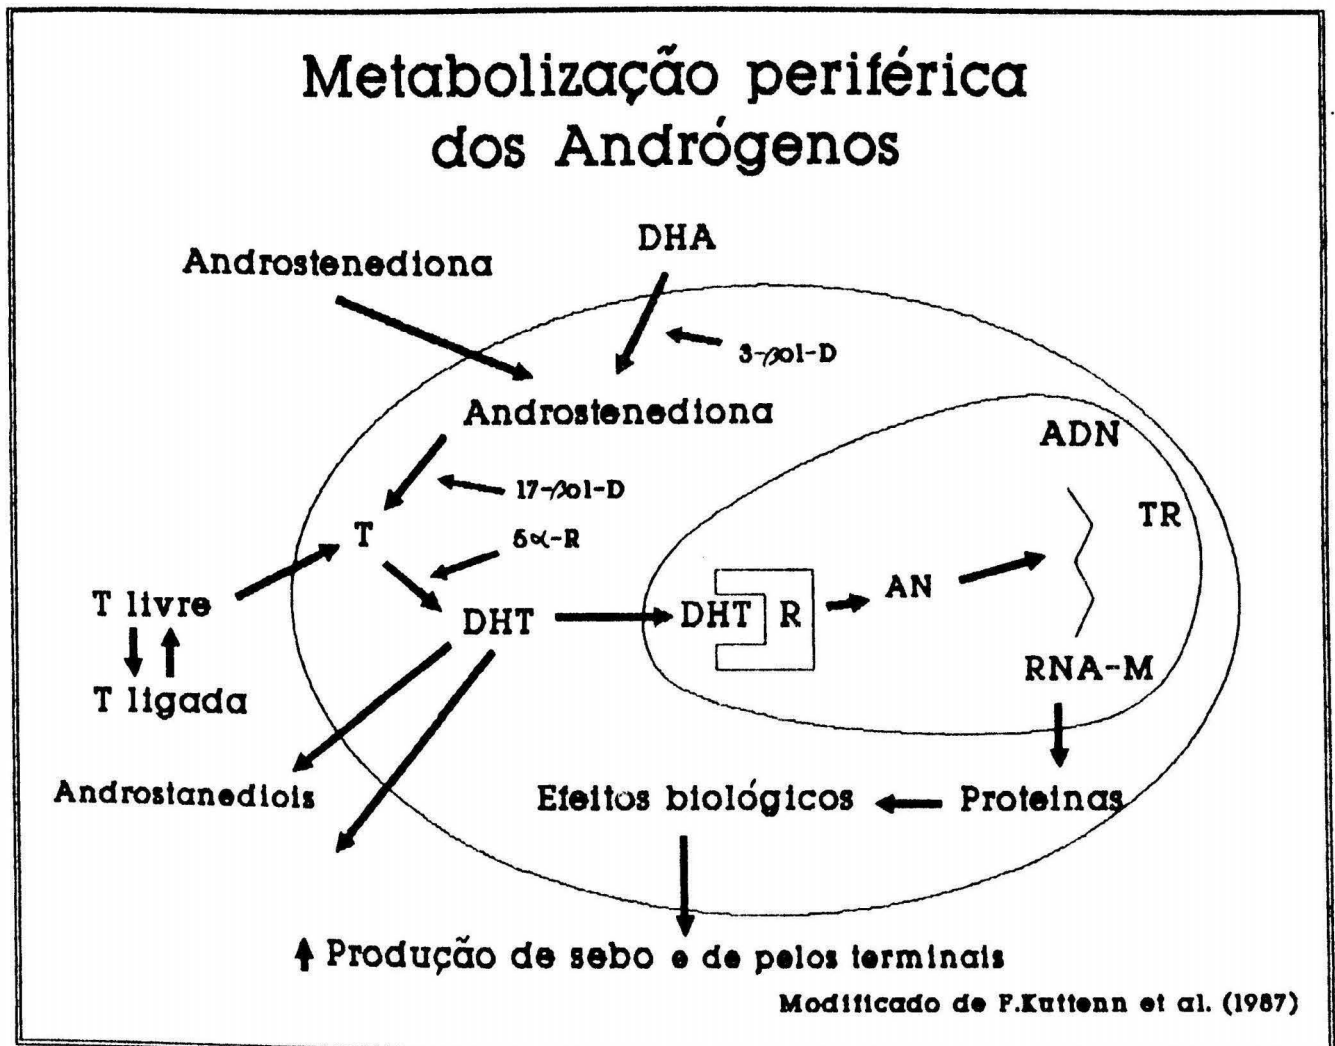 Metabolização periférica
dos Andrógenos
DHA
Androstenediona
3-βol-D
Androstenediona
ADN
17-βol-D
TR
T
5α-R
AN
T livre
DHT
DHT
R
RNA-M
T ligada
Androstanediois
Efeitos biológicos
Proteinas
Produção de sebo e de pelos terminais
Modificado de F.Kuttenn et al. (1987)